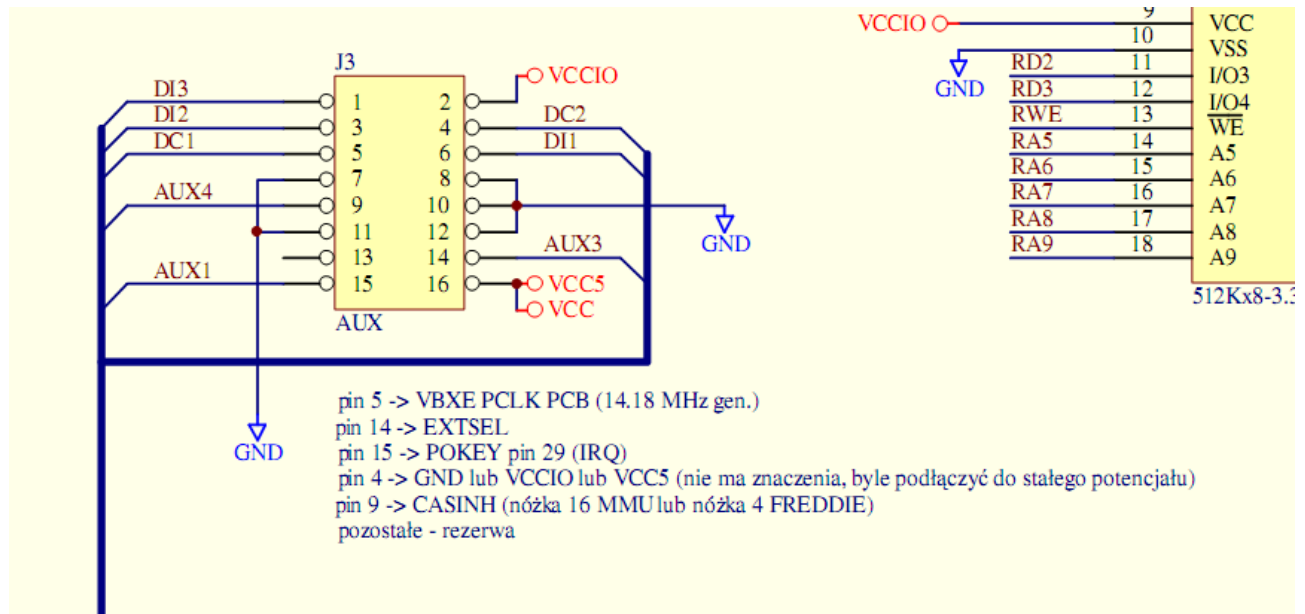 J3
VCCIO
DI3 1 2
DI2 3 4 DC2
DC1 5 6 DI1
7 8
AUX4 9 10
11 12
GND
13 14 AUX3
AUX1 15 16 VCC5
VCC
AUX
GND
VCCIO 9 VCC
10 VSS
GND
RD2 11 I/O3
RD3 12 I/O4
RWE 13 WE
RA5 14 A5
RA6 15 A6
RA7 16 A7
RA8 17 A8
RA9 18 A9
512Kx8-3.3
pin 5 -> VBXE PCLK PCB (14.18 MHz gen.)
pin 14 -> EXTSEL
pin 15 -> POKEY pin 29 (IRQ)
pin 4 -> GND lub VCCIO lub VCC5 (nie ma znaczenia, byle podłączyć do stałego potencjału)
pin 9 -> CASINH (nóżka 16 MMU lub nóżka 4 FREDDIE)
pozostałe - rezerwa